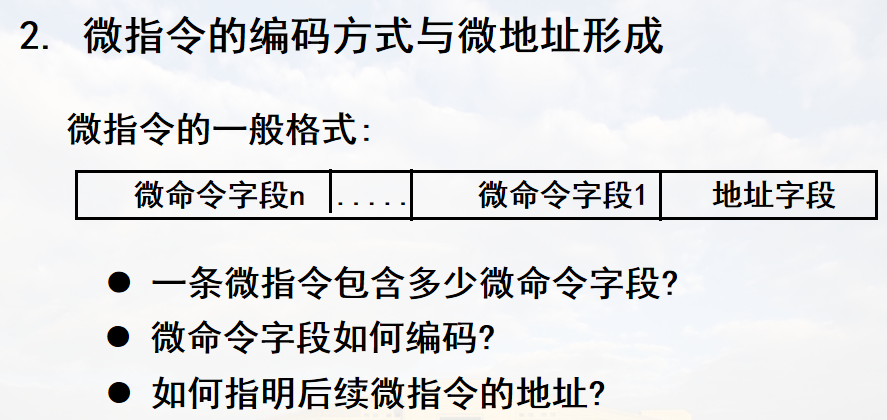 2. 微指令的编码方式与微地址形成
微指令的一般格式:
微命令字段n ..... 微命令字段1 地址字段
● 一条微指令包含多少微命令字段?
● 微命令字段如何编码?
● 如何指明后续微指令的地址?